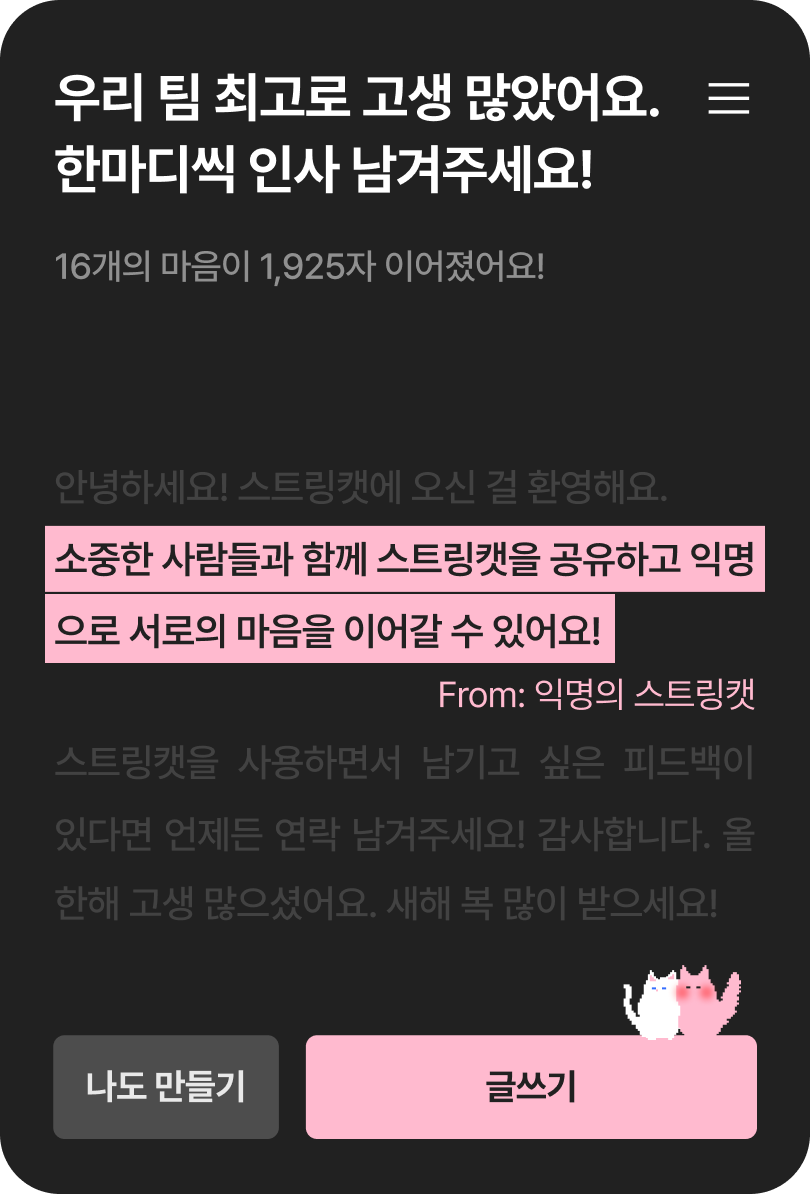 우리 팀 최고로 고생 많았어요.
한마디씩 인사 남겨주세요!
16개의 마음이 1,925자 이어졌어요!
안녕하세요! 스트링캣에 오신 걸 환영해요.
소중한 사람들과 함께 스트링캣을 공유하고 익명
으로 서로의 마음을 이어갈 수 있어요!
From: 익명의 스트링캣
스트링캣을 사용하면서 남기고 싶은 피드백이
있다면 언제든 연락 남겨주세요! 감사합니다. 올
한해 고생 많으셨어요. 새해 복 많이 받으세요!
나도 만들기
글쓰기